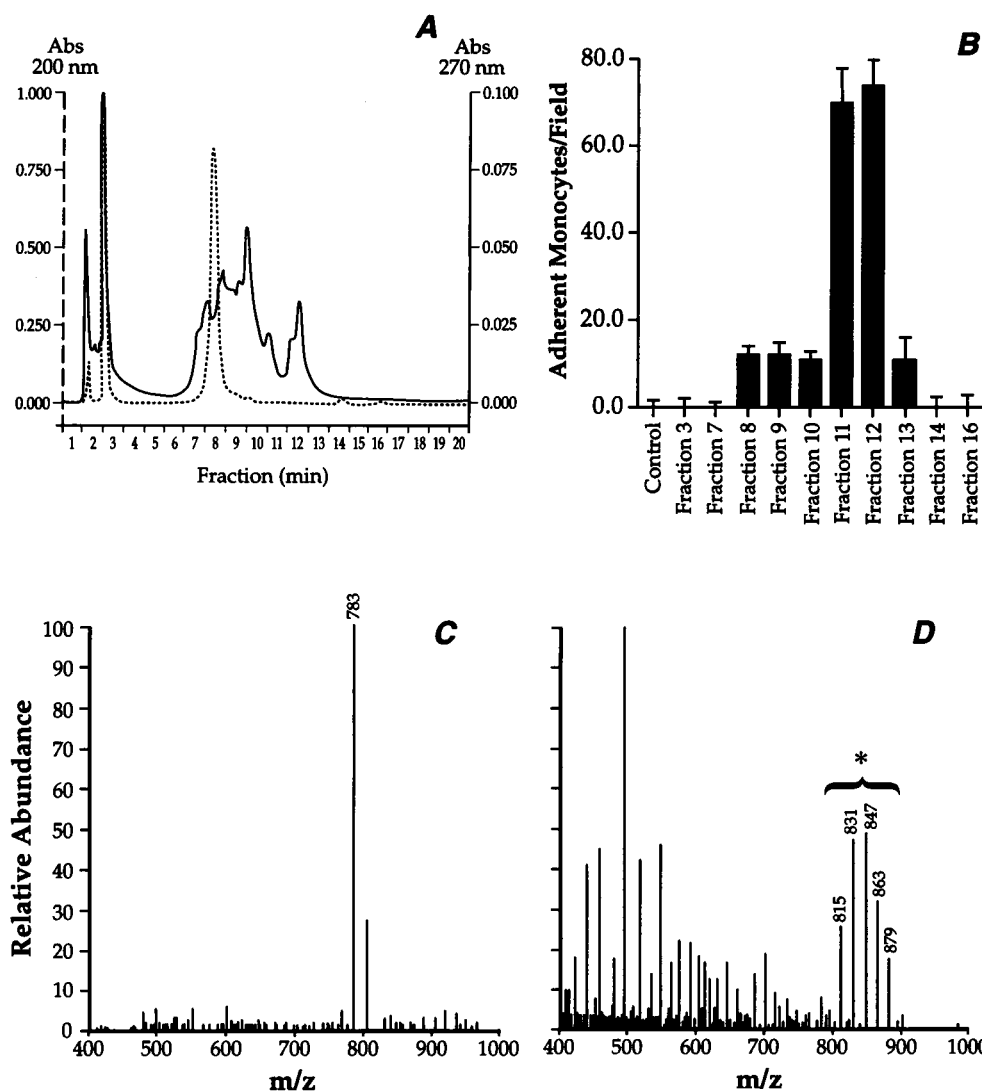 A
Abs
200 nm
Abs
270 nm
1.000
0.750
0.500
0.250
0.000
0.100
0.075
0.050
0.025
0.000
1 2 3 4 5 6 7 8 9 10 11 12 13 14 15 16 17 18 19 20
Fraction (min)
B
Adherent Monocytes/Field
80.0
60.0
40.0
20.0
0.0
Control
Fraction 3
Fraction 7
Fraction 8
Fraction 9
Fraction 10
Fraction 11
Fraction 12
Fraction 13
Fraction 14
Fraction 16
C
Relative Abundance
100
90
80
70
60
50
40
30
20
10
0
783
400 500 600 700 800 900 1000
m/z
D
*
815
831
847
863
879
400 500 600 700 800 900 1000
m/z